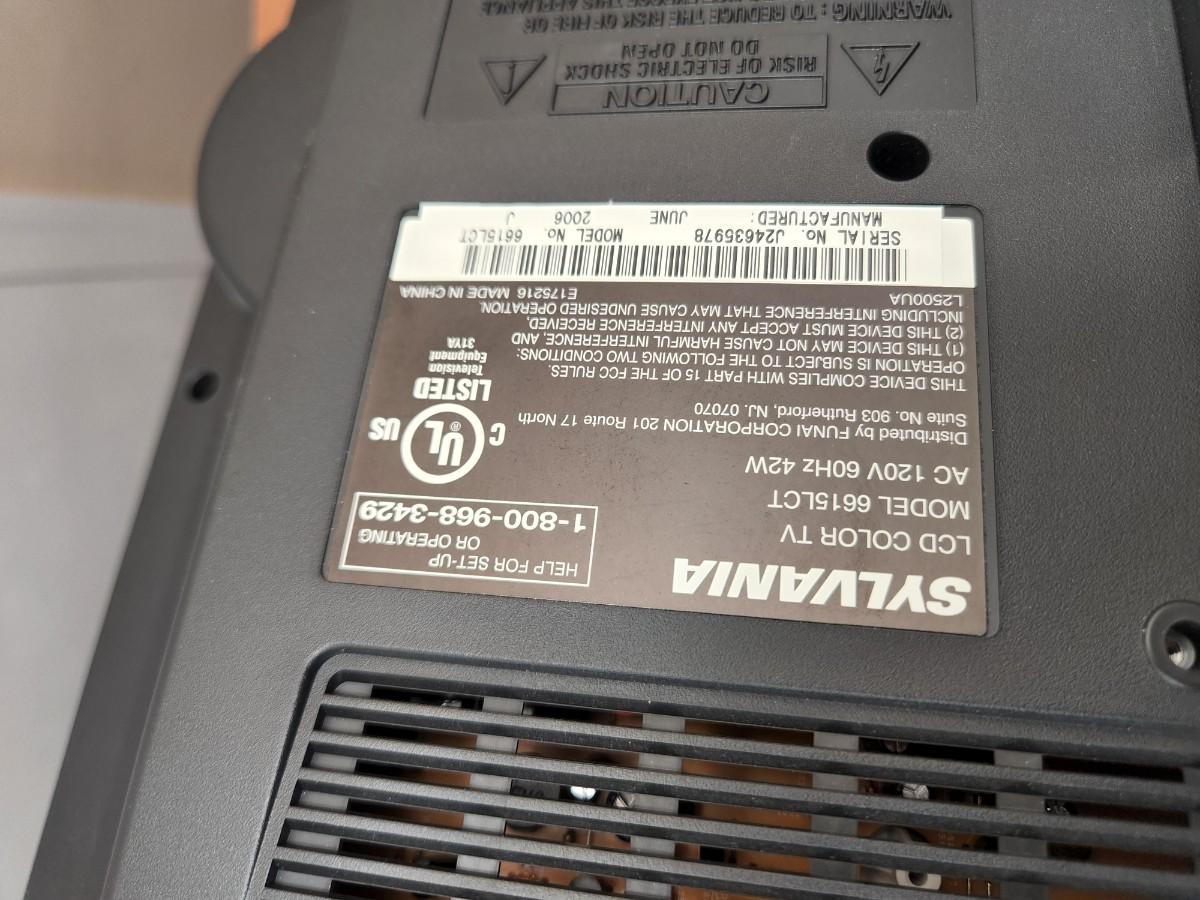 SYLVANIA
LCD COLOR TV
MODEL 6615LCT
AC 120V 60Hz 42W
HELP FOR SET-UP
OR OPERATING
1-800-968-3429
Distributed by FUNAI CORPORATION 201 Route 17 North
Suite No. 903 Rutherford, NJ. 07070
C UL® US
LISTED
Television
Equipment
31YA
THIS DEVICE COMPLIES WITH PART 15 OF THE FCC RULES.
OPERATION IS SUBJECT TO THE FOLLOWING TWO CONDITIONS:
(1) THIS DEVICE MAY NOT CAUSE HARMFUL INTERFERENCE, AND
(2) THIS DEVICE MUST ACCEPT ANY INTERFERENCE RECEIVED,
INCLUDING INTERFERENCE THAT MAY CAUSE UNDESIRED OPERATION.
L2500UA E175216 MADE IN CHINA
SERIAL No. J24635978 MODEL No. 6615LCT
MANUFACTURED: JUNE 2006 J
CAUTION
RISK OF ELECTRIC SHOCK
DO NOT OPEN
WARNING : TO REDUCE THE RISK OF FIRE OR
EXPOSE THIS APPLIANCE